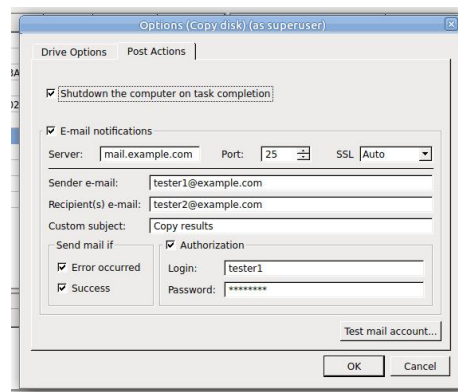 Options (Copy disk) (as superuser)
Drive Options Post Actions
Shutdown the computer on task completion
E-mail notifications
Server: mail.example.com Port: 25 SSL Auto
Sender e-mail: tester1@example.com
Recipient(s) e-mail: tester2@example.com
Custom subject: Copy results
Send mail if Authorization
Error occurred Login: tester1
Success Password: ********
Test mail account...
OK Cancel